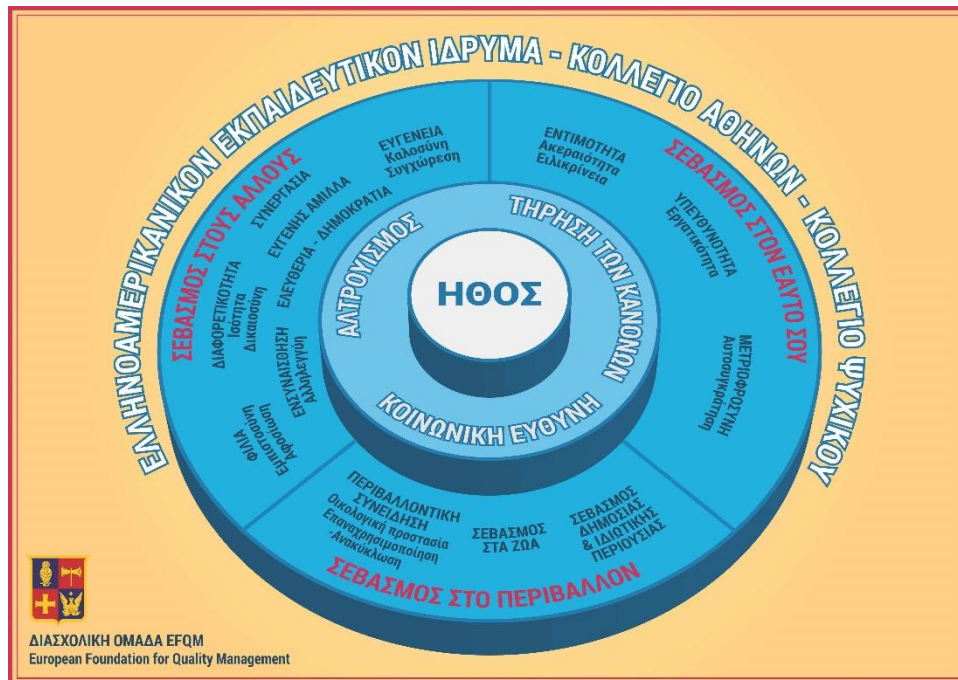 ΕΛΛΗΝΟΑΜΕΡΙΚΑΝΙΚΟΝ ΕΚΠΑΙΔΕΥΤΙΚΟΝ ΙΔΡΥΜΑ - ΚΟΛΛΕΓΙΟ ΑΘΗΝΩΝ - ΚΟΛΛΕΓΙΟ ΨΥΧΙΚΟΥ
ΣΕΒΑΣΜΟΣ ΣΤΟΥΣ ΑΛΛΟΥΣ
ΕΥΓΕΝΕΙΑ
Καλοσύνη
Συγχώρεση
ΣΥΝΕΡΓΑΣΙΑ
ΕΥΓΕΝΗΣ ΑΜΙΛΛΑ
ΕΛΕΥΘΕΡΙΑ - ΔΗΜΟΚΡΑΤΙΑ
ΔΙΑΦΟΡΕΤΙΚΟΤΗΤΑ
Ισότητα
Δικαιοσύνη
ΕΝΣΥΝΑΙΣΘΗΣΗ
Αλληλεγγύη
ΦΙΛΙΑ
Εμπιστοσύνη
Αφοσίωση
ΣΕΒΑΣΜΟΣ ΣΤΟΝ ΕΑΥΤΟ ΣΟΥ
ΕΝΤΙΜΟΤΗΤΑ
Ακεραιότητα
Ειλικρίνεια
ΥΠΕΥΘΥΝΟΤΗΤΑ
Εργατικότητα
ΜΕΤΡΙΟΦΡΟΣΥΝΗ
Αυτοσυγκράτηση
ΑΛΤΡΟΥΙΣΜΟΣ
ΤΗΡΗΣΗ ΤΩΝ ΚΑΝΟΝΩΝ
ΗΘΟΣ
ΚΟΙΝΩΝΙΚΗ ΕΥΘΥΝΗ
ΠΕΡΙΒΑΛΛΟΝΤΙΚΗ
ΣΥΝΕΙΔΗΣΗ
Οικολογική προστασία
Επαναχρησιμοποίηση
-Ανακύκλωση
ΣΕΒΑΣΜΟΣ
ΣΤΑ ΖΩΑ
ΣΕΒΑΣΜΟΣ
ΔΗΜΟΣΙΑΣ
& ΙΔΙΩΤΙΚΗΣ
ΠΕΡΙΟΥΣΙΑΣ
ΣΕΒΑΣΜΟΣ ΣΤΟ ΠΕΡΙΒΑΛΛΟΝ
ΔΙΑΣΧΟΛΙΚΗ ΟΜΑΔΑ EFQM
European Foundation for Quality Management